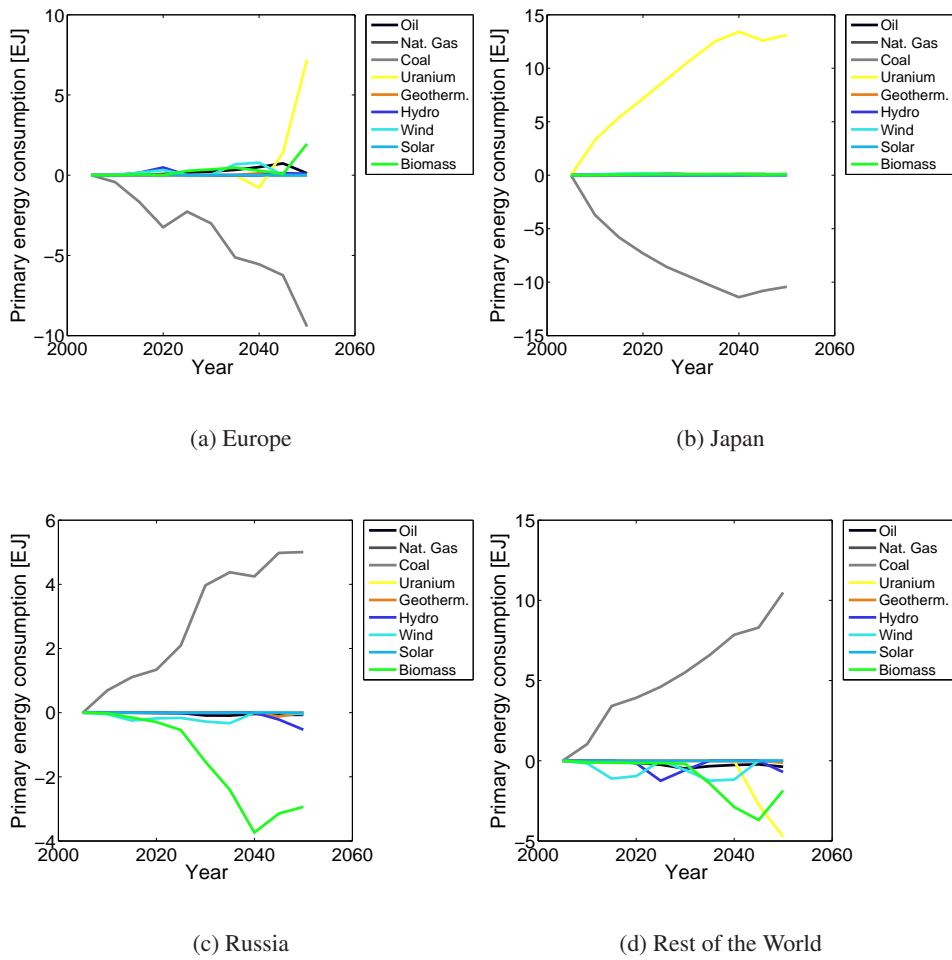 10
5
0
−5
−10
2000
2020
2040
2060
Year
Primary energy consumption [EJ]
Oil
Nat. Gas
Coal
Uranium
Geotherm.
Hydro
Wind
Solar
Biomass
(a) Europe
15
10
5
0
−5
−10
−15
2000
2020
2040
2060
Year
Primary energy consumption [EJ]
Oil
Nat. Gas
Coal
Uranium
Geotherm.
Hydro
Wind
Solar
Biomass
(b) Japan
6
4
2
0
−2
−4
2000
2020
2040
2060
Year
Primary energy consumption [EJ]
Oil
Nat. Gas
Coal
Uranium
Geotherm.
Hydro
Wind
Solar
Biomass
(c) Russia
15
10
5
0
−5
2000
2020
2040
2060
Year
Primary energy consumption [EJ]
Oil
Nat. Gas
Coal
Uranium
Geotherm.
Hydro
Wind
Solar
Biomass
(d) Rest of the World